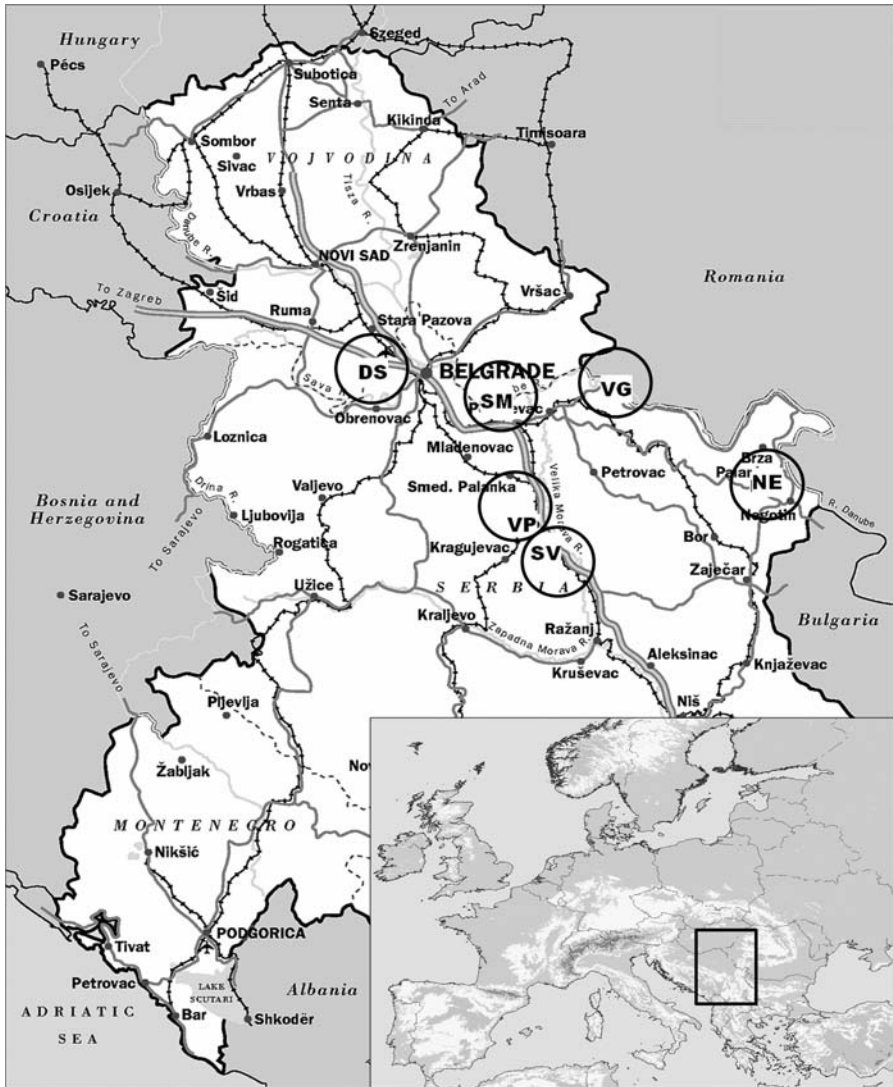 Hungary
Szeged
Pécs
Subotica
Senta
To Arad
Kikinda
Timisoara
Sombor
VOJVODINA
Sivac
Vrbas
Osijek
Tisza R.
Croatia
Danube R.
Zrenjanin
NOVI SAD
Romania
To Zagreb
Šid
Vršac
Ruma
Stara Pazova
DS
BELGRADE
VG
SM
Sava
Obrenovac
Loznica
Mladenovac
Petrovac
Brza
NE
Velika Morava R.
Smed. Palanka
Drina R.
Valjevo
Bosnia and
Herzegovina
Negotin
R. Danube
Ljubovija
VP
To Sarajevo
Bor
Kragujevac
SV
Rogatica
Zaječar
SERBIA
Užice
Sarajevo
Kraljevo
Bulgaria
Ražanj
Zapadna Morava R.
To Sarajevo
Aleksinac
Kruševac
Knjaževac
Niš
Pljevlja
Žabljak
Nov
MONTENEGRO
Nikšić
PODGORICA
Tivat
Petrovac
LAKE
SCUTARI
Albania
ADRIATIC
SEA
Bar
Shkodër